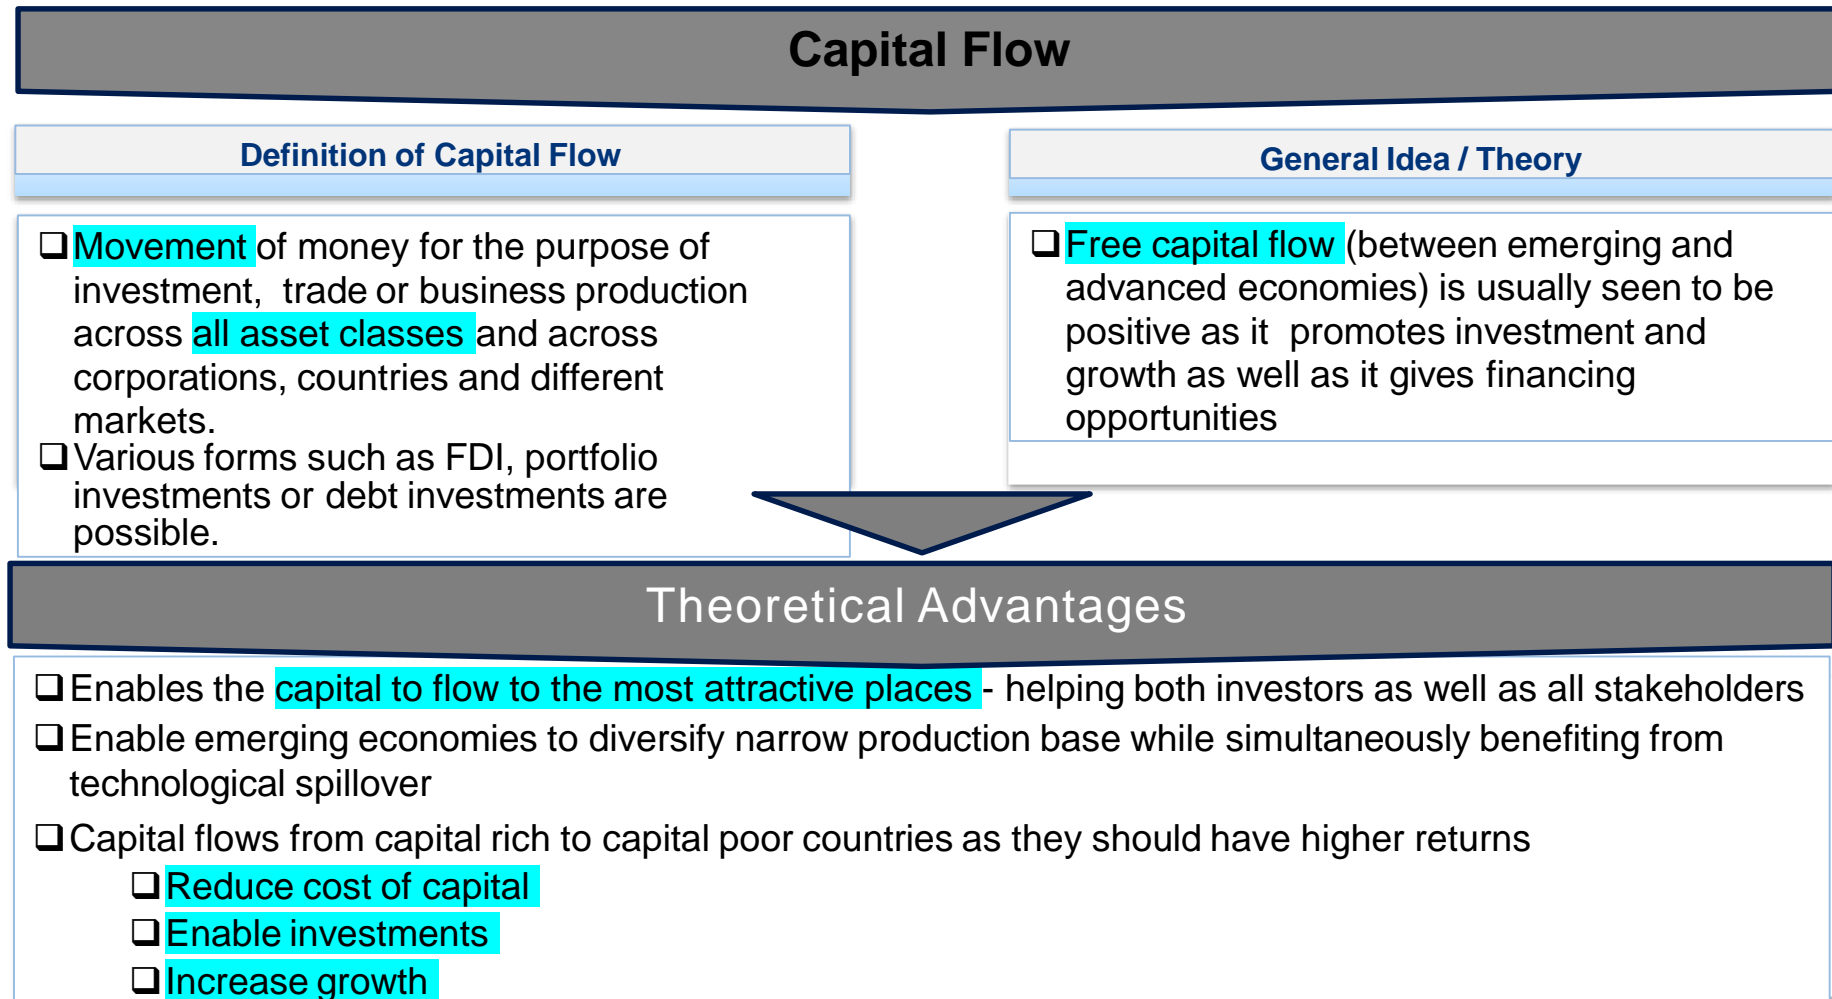 Capital Flow
Definition of Capital Flow
Movement of money for the purpose of
investment, trade or business production
across all asset classes and across
corporations, countries and different
markets.
Various forms such as FDI, portfolio
investments or debt investments are
possible.
General Idea / Theory
Free capital flow (between emerging and
advanced economies) is usually seen to be
positive as it promotes investment and
growth as well as it gives financing
opportunities
Theoretical Advantages
Enables the capital to flow to the most attractive places - helping both investors as well as all stakeholders
Enable emerging economies to diversify narrow production base while simultaneously benefiting from
technological spillover
Capital flows from capital rich to capital poor countries as they should have higher returns
Reduce cost of capital
Enable investments
Increase growth